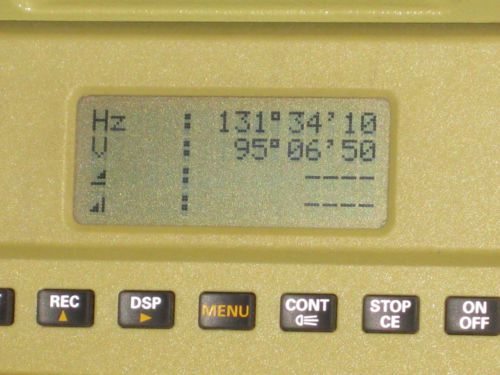 Hz : 131°34'10
V : 95°06'50
: ----
: ----
REC DSP MENU CONT STOP CE ON OFF